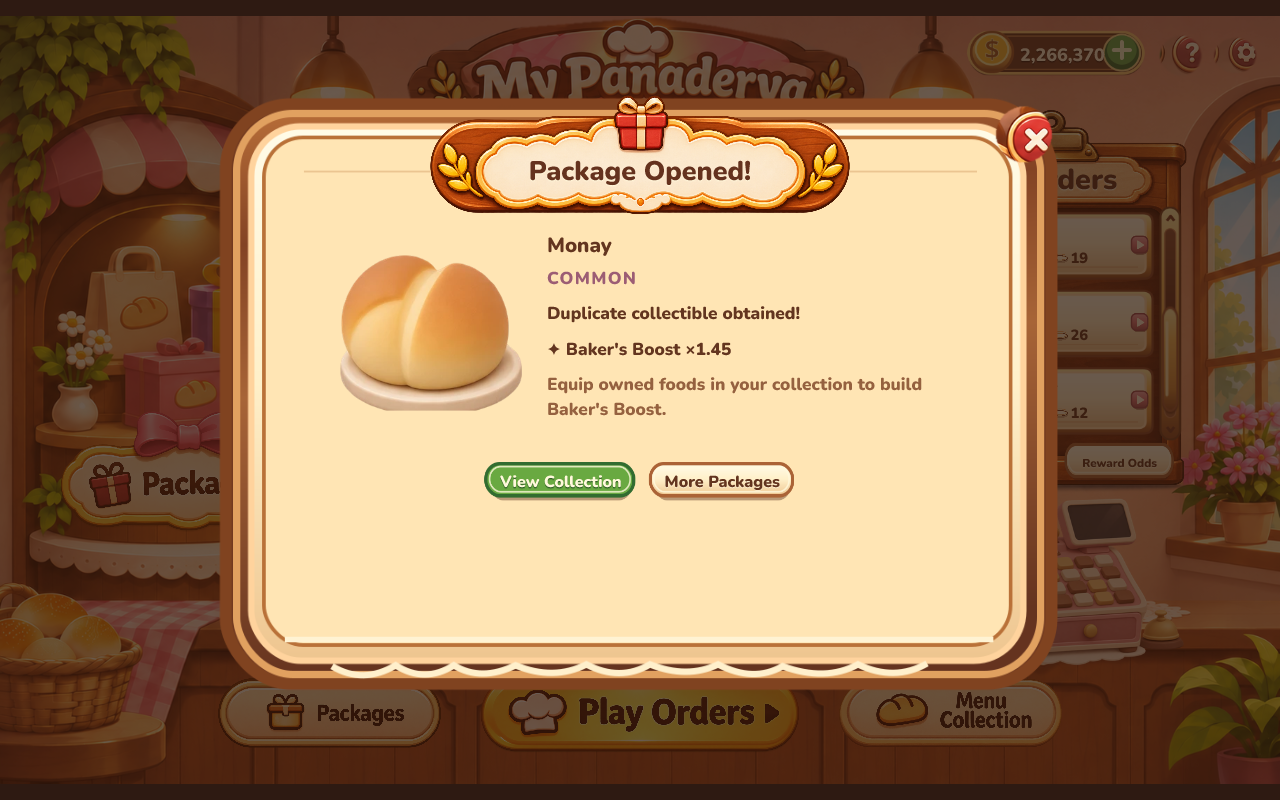 My Panaderya
$ 2,266,370 + ?
Package Opened!
Monay
COMMON
Duplicate collectible obtained!
✦ Baker's Boost ×1.45
Equip owned foods in your collection to build
Baker's Boost.
View Collection
More Packages
Packa
ders
19
26
12
Reward Odds
Packages
Play Orders
Menu
Collection